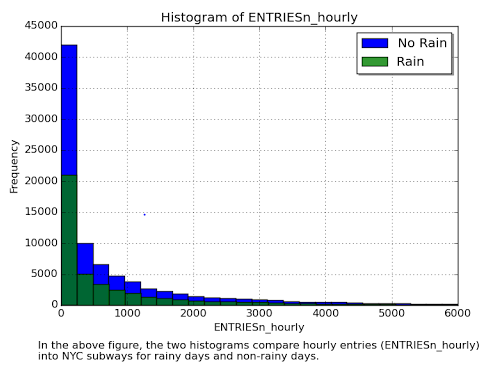 Histogram of ENTRIESn_hourly
45000
40000
35000
30000
25000
20000
15000
10000
5000
0
Frequency
No Rain
Rain
0 1000 2000 3000 4000 5000 6000
ENTRIESn_hourly
In the above figure, the two histograms compare hourly entries (ENTRIESn_hourly)
into NYC subways for rainy days and non-rainy days.